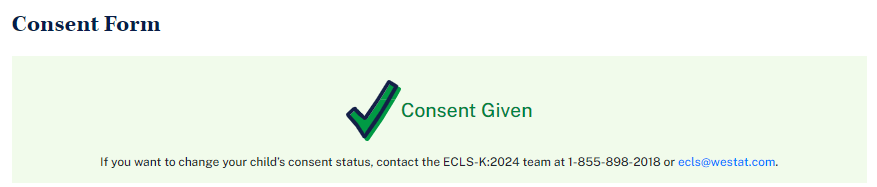 Consent Form
Consent Given
If you want to change your child's consent status, contact the ECLS-K:2024 team at 1-855-898-2018 or ecls@westat.com.